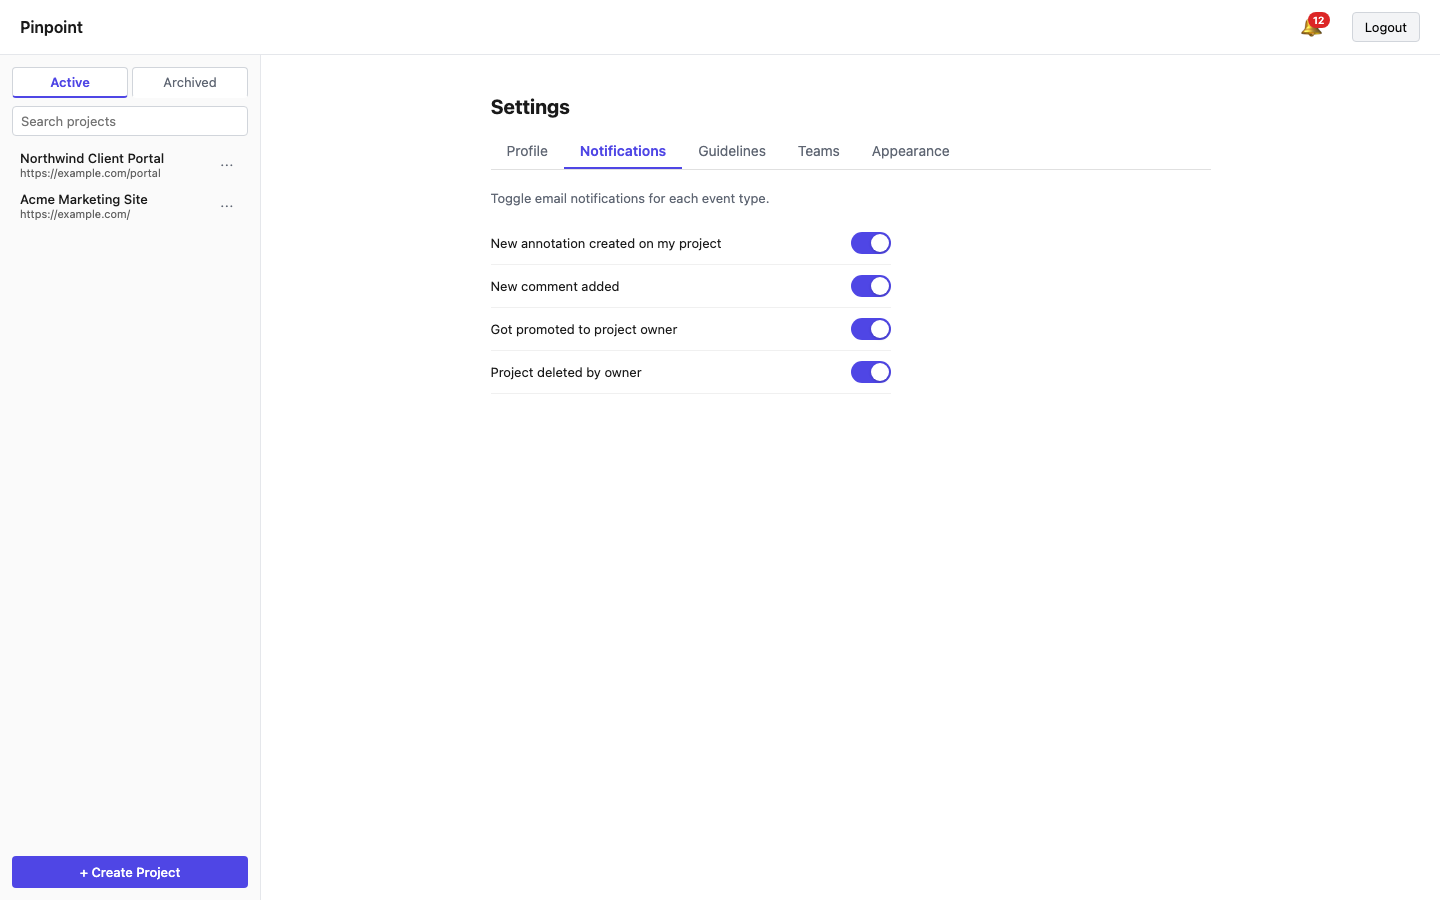 Pinpoint
12
Logout
Active
Archived
Search projects
Northwind Client Portal
https://example.com/portal
...
Acme Marketing Site
https://example.com/
...
+ Create Project
Settings
Profile
Notifications
Guidelines
Teams
Appearance
Toggle email notifications for each event type.
New annotation created on my project
New comment added
Got promoted to project owner
Project deleted by owner